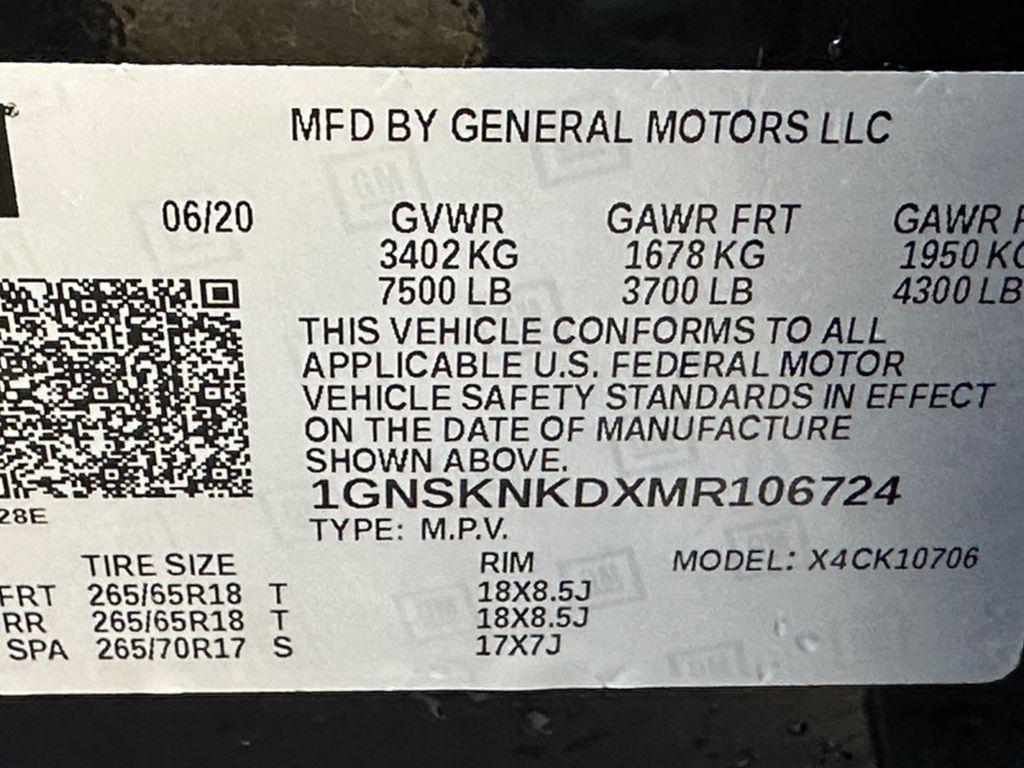 MFD BY GENERAL MOTORS LLC
06/20 GVWR GAWR FRT GAWR
3402 KG 1678 KG 1950 KG
7500 LB 3700 LB 4300 LB
THIS VEHICLE CONFORMS TO ALL
APPLICABLE U.S. FEDERAL MOTOR
VEHICLE SAFETY STANDARDS IN EFFECT
ON THE DATE OF MANUFACTURE
SHOWN ABOVE.
1GNSKNKDXMR106724
28E
TYPE: M.P.V.
TIRE SIZE RIM MODEL: X4CK10706
FRT 265/65R18 T 18X8.5J
RR 265/65R18 T 18X8.5J
SPA 265/70R17 S 17X7J